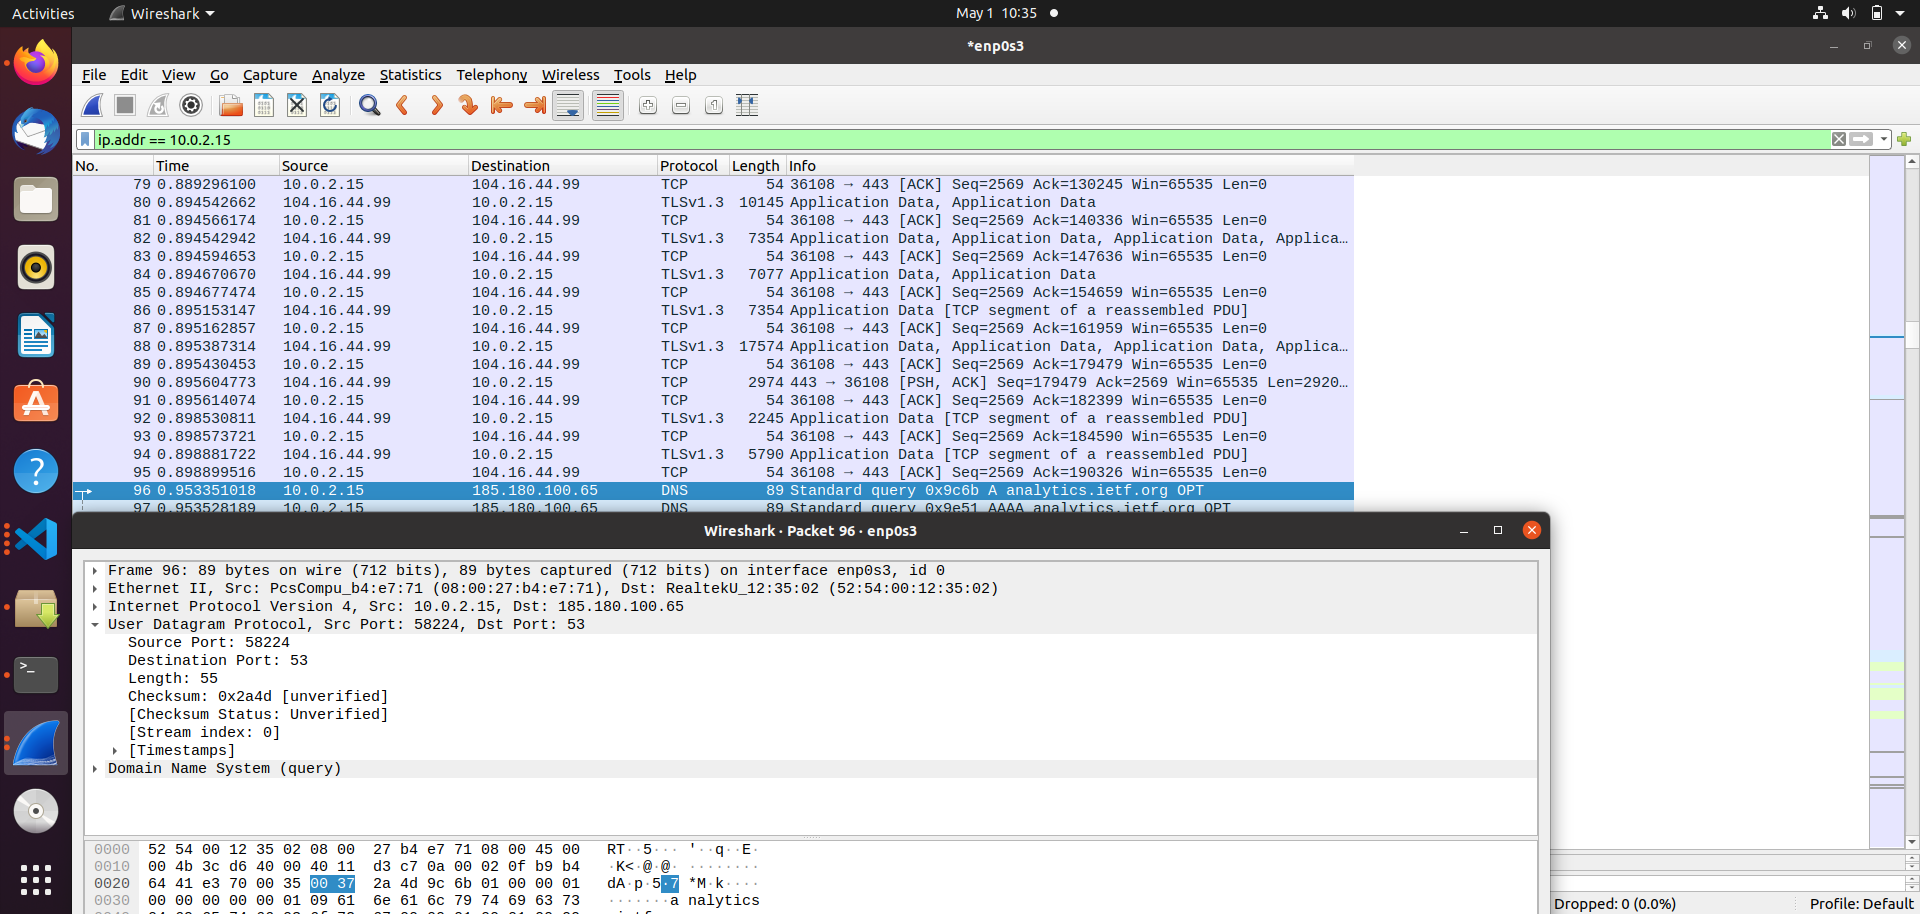 Activities Wireshark May 1 10:35
*enp0s3
File Edit View Go Capture Analyze Statistics Telephony Wireless Tools Help
ip.addr == 10.0.2.15
No. Time Source Destination Protocol Length Info
79 0.889296100 10.0.2.15 104.16.44.99 TCP 54 36108 → 443 [ACK] Seq=2569 Ack=130245 Win=65535 Len=0
80 0.894542662 104.16.44.99 10.0.2.15 TLSv1.3 10145 Application Data, Application Data
81 0.894566174 10.0.2.15 104.16.44.99 TCP 54 36108 → 443 [ACK] Seq=2569 Ack=140336 Win=65535 Len=0
82 0.894542942 104.16.44.99 10.0.2.15 TLSv1.3 7354 Application Data, Application Data, Application Data, Applica…
83 0.894594653 10.0.2.15 104.16.44.99 TCP 54 36108 → 443 [ACK] Seq=2569 Ack=147636 Win=65535 Len=0
84 0.894670670 104.16.44.99 10.0.2.15 TLSv1.3 7077 Application Data, Application Data
85 0.894677474 10.0.2.15 104.16.44.99 TCP 54 36108 → 443 [ACK] Seq=2569 Ack=154659 Win=65535 Len=0
86 0.895153147 104.16.44.99 10.0.2.15 TLSv1.3 7354 Application Data [TCP segment of a reassembled PDU]
87 0.895162857 10.0.2.15 104.16.44.99 TCP 54 36108 → 443 [ACK] Seq=2569 Ack=161959 Win=65535 Len=0
88 0.895387314 104.16.44.99 10.0.2.15 TLSv1.3 17574 Application Data, Application Data, Application Data, Applica…
89 0.895430453 10.0.2.15 104.16.44.99 TCP 54 36108 → 443 [ACK] Seq=2569 Ack=179479 Win=65535 Len=0
90 0.895604773 104.16.44.99 10.0.2.15 TCP 2974 443 → 36108 [PSH, ACK] Seq=179479 Ack=2569 Win=65535 Len=2920…
91 0.895614074 10.0.2.15 104.16.44.99 TCP 54 36108 → 443 [ACK] Seq=2569 Ack=182399 Win=65535 Len=0
92 0.898530811 104.16.44.99 10.0.2.15 TLSv1.3 2245 Application Data [TCP segment of a reassembled PDU]
93 0.898573721 10.0.2.15 104.16.44.99 TCP 54 36108 → 443 [ACK] Seq=2569 Ack=184590 Win=65535 Len=0
94 0.898881722 104.16.44.99 10.0.2.15 TLSv1.3 5790 Application Data [TCP segment of a reassembled PDU]
95 0.898899516 10.0.2.15 104.16.44.99 TCP 54 36108 → 443 [ACK] Seq=2569 Ack=190326 Win=65535 Len=0
96 0.953351018 10.0.2.15 185.180.100.65 DNS 89 Standard query 0x9c6b A analytics.ietf.org OPT
97 0.953528189 10.0.2.15 185.180.100.65 DNS 89 Standard query 0x9e51 AAAA analytics.ietf.org OPT
Wireshark · Packet 96 · enp0s3
Frame 96: 89 bytes on wire (712 bits), 89 bytes captured (712 bits) on interface enp0s3, id 0
Ethernet II, Src: PcsCompu_b4:e7:71 (08:00:27:b4:e7:71), Dst: RealtekU_12:35:02 (52:54:00:12:35:02)
Internet Protocol Version 4, Src: 10.0.2.15, Dst: 185.180.100.65
User Datagram Protocol, Src Port: 58224, Dst Port: 53
Source Port: 58224
Destination Port: 53
Length: 55
Checksum: 0x2a4d [unverified]
[Checksum Status: Unverified]
[Stream index: 0]
[Timestamps]
Domain Name System (query)
0000 52 54 00 12 35 02 08 00 27 b4 e7 71 08 00 45 00 RT··5··· '··q··E·
0010 00 4b 3c d6 40 00 40 11 d3 c7 0a 00 02 0f b9 b4 ·K<·@·@· ········
0020 64 41 e3 70 00 35 00 37 2a 4d 9c 6b 01 00 00 01 dA·p·5·7 *M·k····
0030 00 00 00 00 00 01 09 61 6e 61 6c 79 74 69 63 73 ·······a nalytics
Dropped: 0 (0.0%) Profile: Default